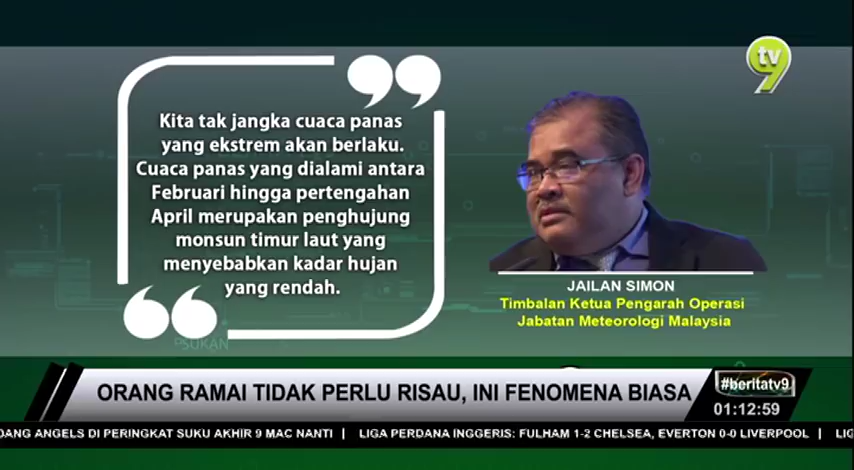 tv
9
Kita tak jangka cuaca panas
yang ekstrem akan berlaku.
Cuaca panas yang dialami antara
Februari hingga pertengahan
April merupakan penghujung
monsun timur laut yang
menyebabkan kadar hujan
yang rendah.
JAILAN SIMON
Timbalan Ketua Pengarah Operasi
Jabatan Meteorologi Malaysia
SUKAN
ORANG RAMAI TIDAK PERLU RISAU, INI FENOMENA BIASA
#beritatv9
01:12:59
ANGELS DI PERINGKAT SUKU AKHIR 9 MAC NANTI | LIGA PERDANA INGGERIS: FULHAM 1-2 CHELSEA, EVERTON 0-0 LIVERPOOL |